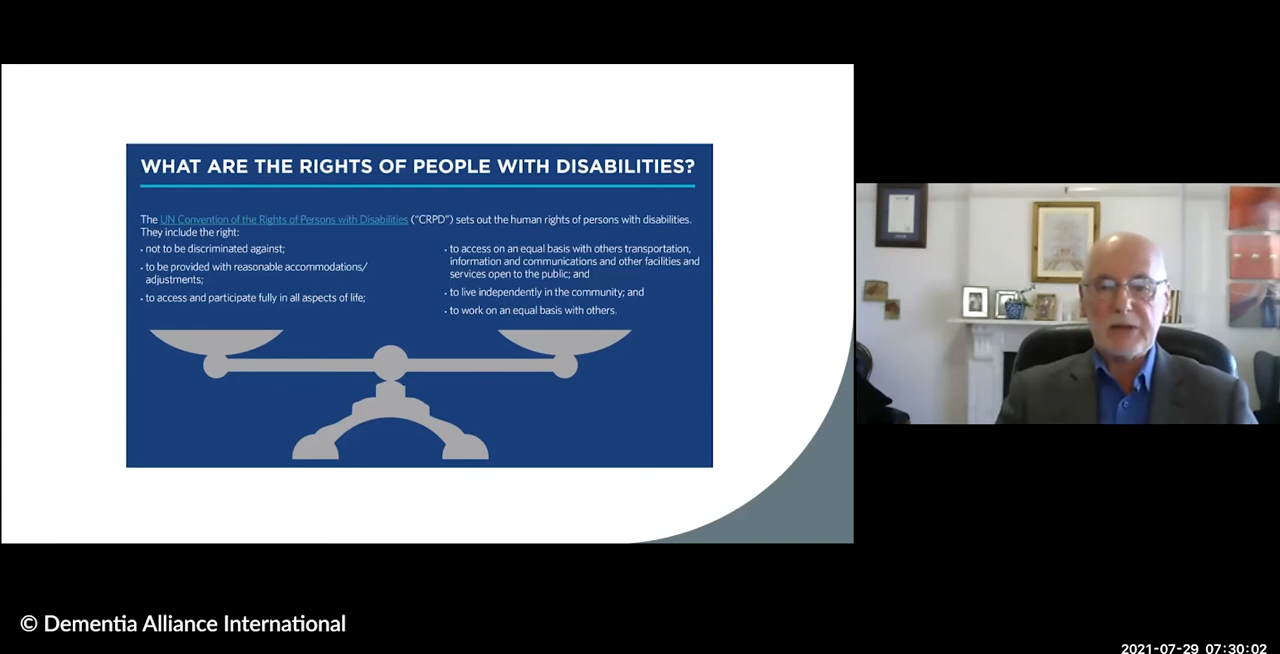 WHAT ARE THE RIGHTS OF PEOPLE WITH DISABILITIES?
The UN Convention of the Rights of Persons with Disabilities (“CRPD”) sets out the human rights of persons with disabilities.
They include the right:
• not to be discriminated against;
• to be provided with reasonable accommodations/
adjustments;
• to access and participate fully in all aspects of life;
• to access on an equal basis with others transportation,
information and communications and other facilities and
services open to the public; and
• to live independently in the community; and
• to work on an equal basis with others.
© Dementia Alliance International
2021-07-29 07:30:02